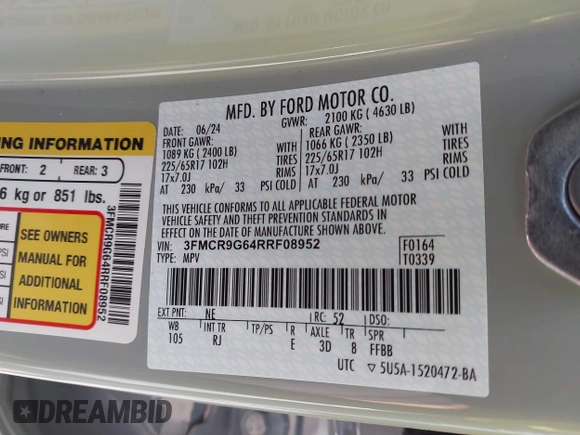 MFD. BY FORD MOTOR CO.
DATE: 06/24 GVWR: 2100 KG ( 4630 LB)
FRONT GAWR: REAR GAWR:
1089 KG ( 2400 LB) 1066 KG ( 2350 LB)
225/65R17 102H TIRES 225/65R17 102H TIRES
17x7.0J RIMS 17x7.0J RIMS
AT 230 kPa/ 33 PSI COLD AT 230 kPa/ 33 PSI COLD
THIS VEHICLE CONFORMS TO ALL APPLICABLE FEDERAL MOTOR
VEHICLE SAFETY AND BUMPER AND THEFT PREVENTION STANDARDS IN
EFFECT ON THE DATE OF MANUFACTURE SHOWN ABOVE.
VIN: 3FMCR9G64RRF08952 F0164
TYPE: MPV T0339
EXT PNT: NE RC: 52 DSO:
WB INT TR TP/PS R AXLE TR SPR
105 RJ E 3D 8 FFBB
UTC ▽ 5U5A-1520472-BA
NG INFORMATION
FRONT: 2 REAR: 3
6 kg or 851 lbs.
SEE OWNERS
MANUAL FOR
ADDITIONAL
INFORMATION
3FMCR9G64RRF08952
DREAMBID